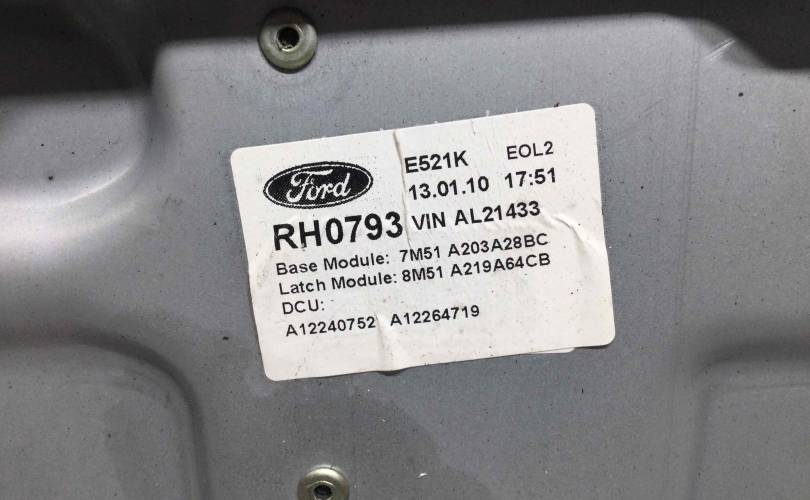 Ford
E521K EOL2
13.01.10 17:51
RH0793 VIN AL21433
Base Module: 7M51 A203A28BC
Latch Module: 8M51 A219A64CB
DCU:
A12240752 A12264719